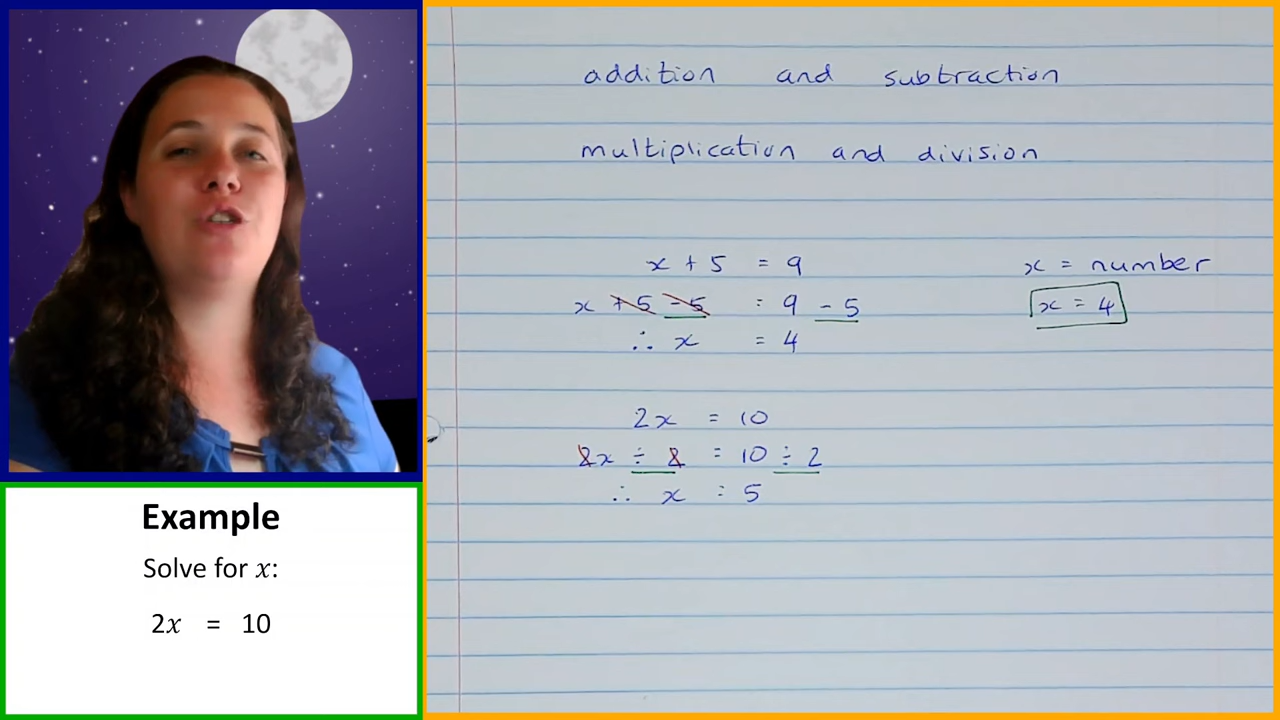 Example
Solve for x:
2x = 10
addition and subtraction
multiplication and division
x + 5 = 9
x + 5 - 5 = 9 - 5
∴ x = 4
x = number
x = 4
2x = 10
2x ÷ 2 = 10 ÷ 2
∴ x = 5